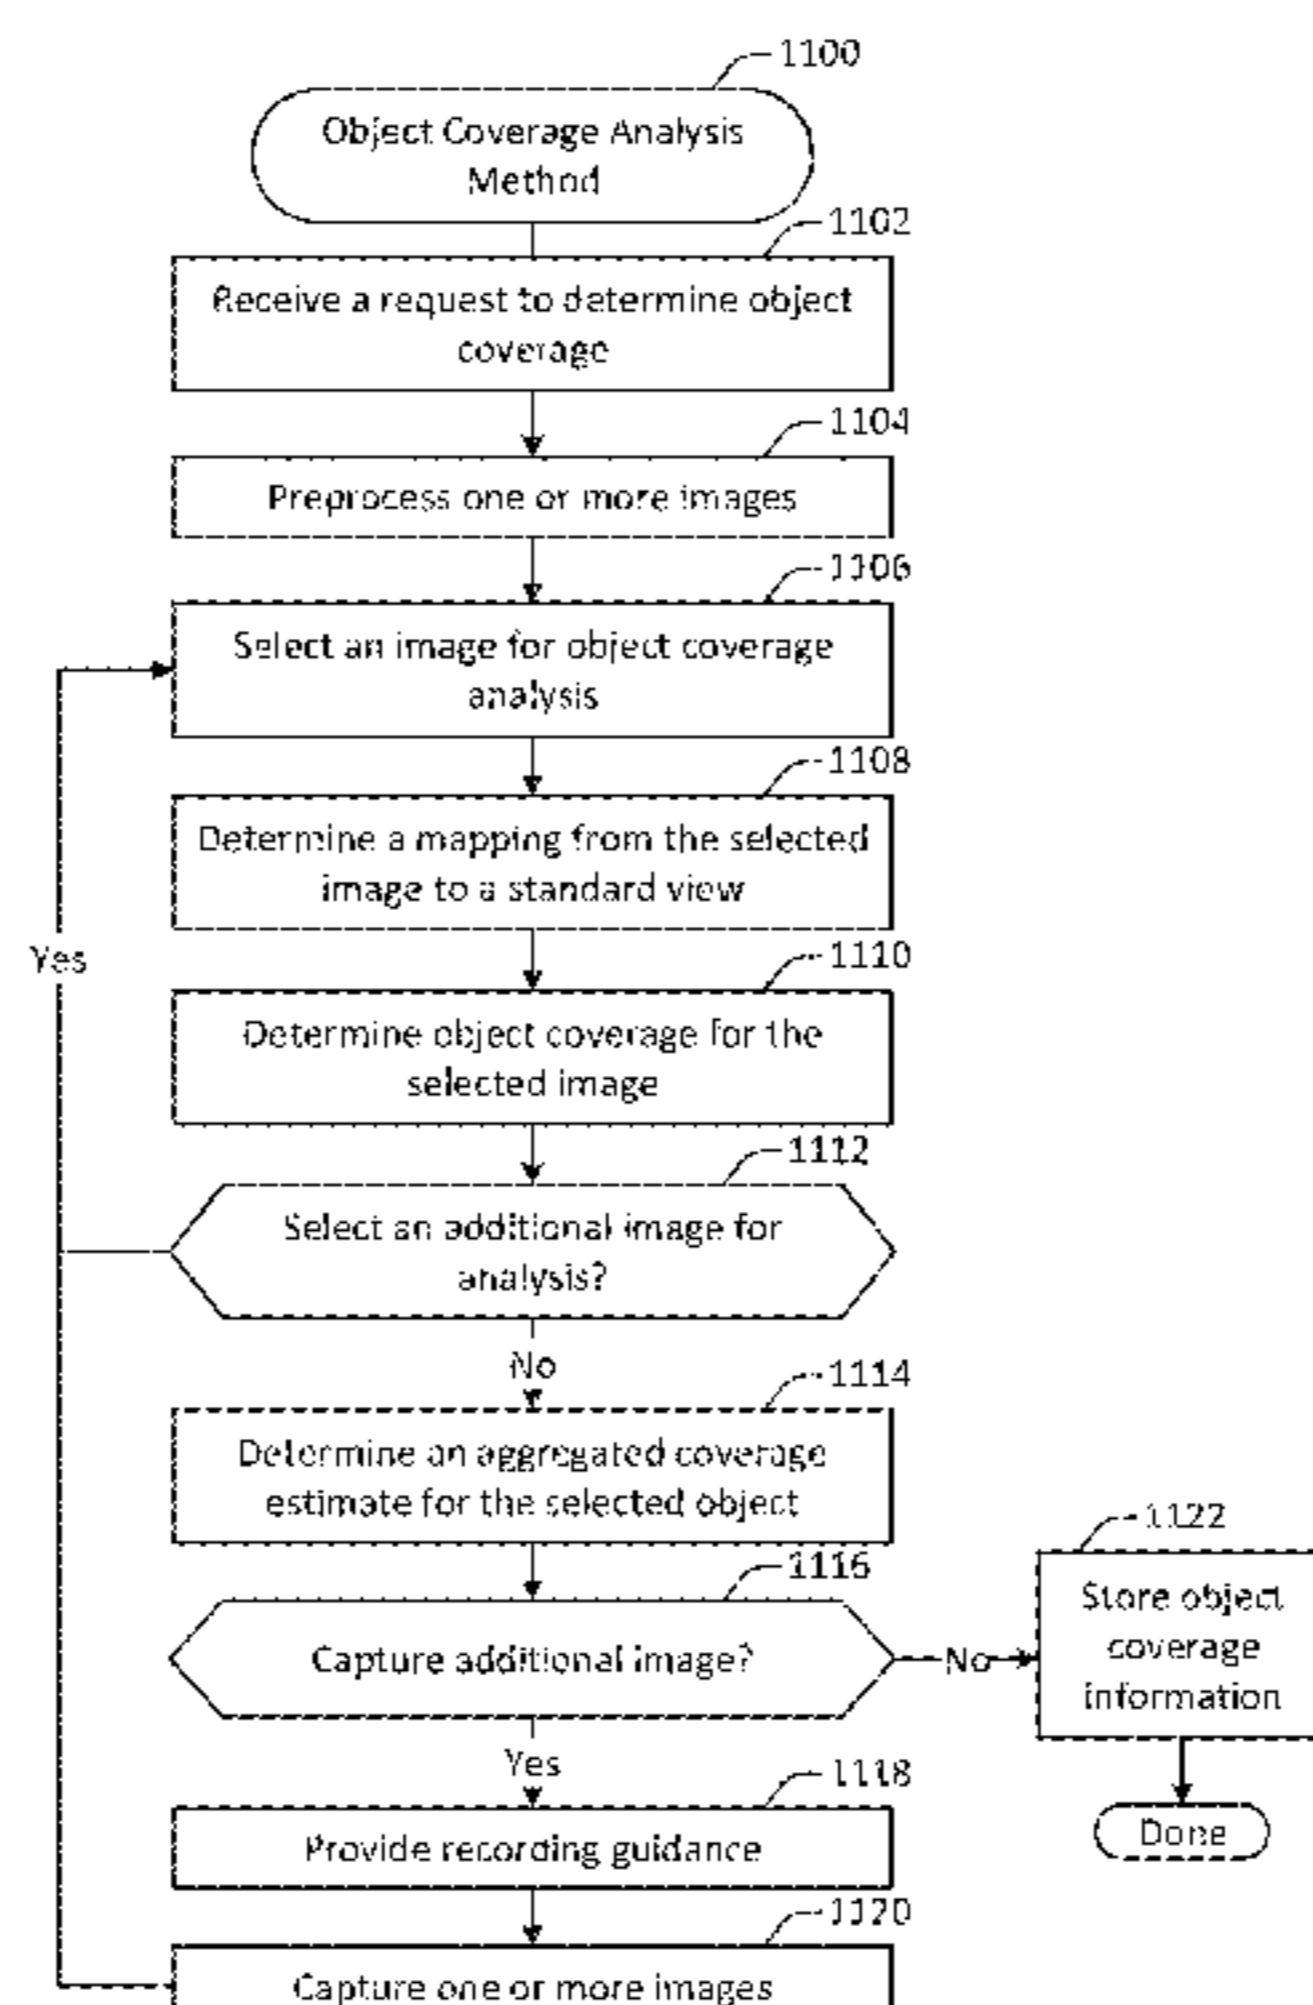 1100
Object Coverage Analysis
Method
1102
Receive a request to determine object
coverage
1104
Preprocess one or more images
1106
Select an image for object coverage
analysis
1108
Determine a mapping from the selected
image to a standard view
Yes
1110
Determine object coverage for the
selected image
1112
Select an additional image for
analysis?
No
1114
Determine an aggregated coverage
estimate for the selected object
1116
Capture additional image?
No
1122
Store object
coverage
information
Yes
1118
Provide recording guidance
Done
1120
Capture one or more images